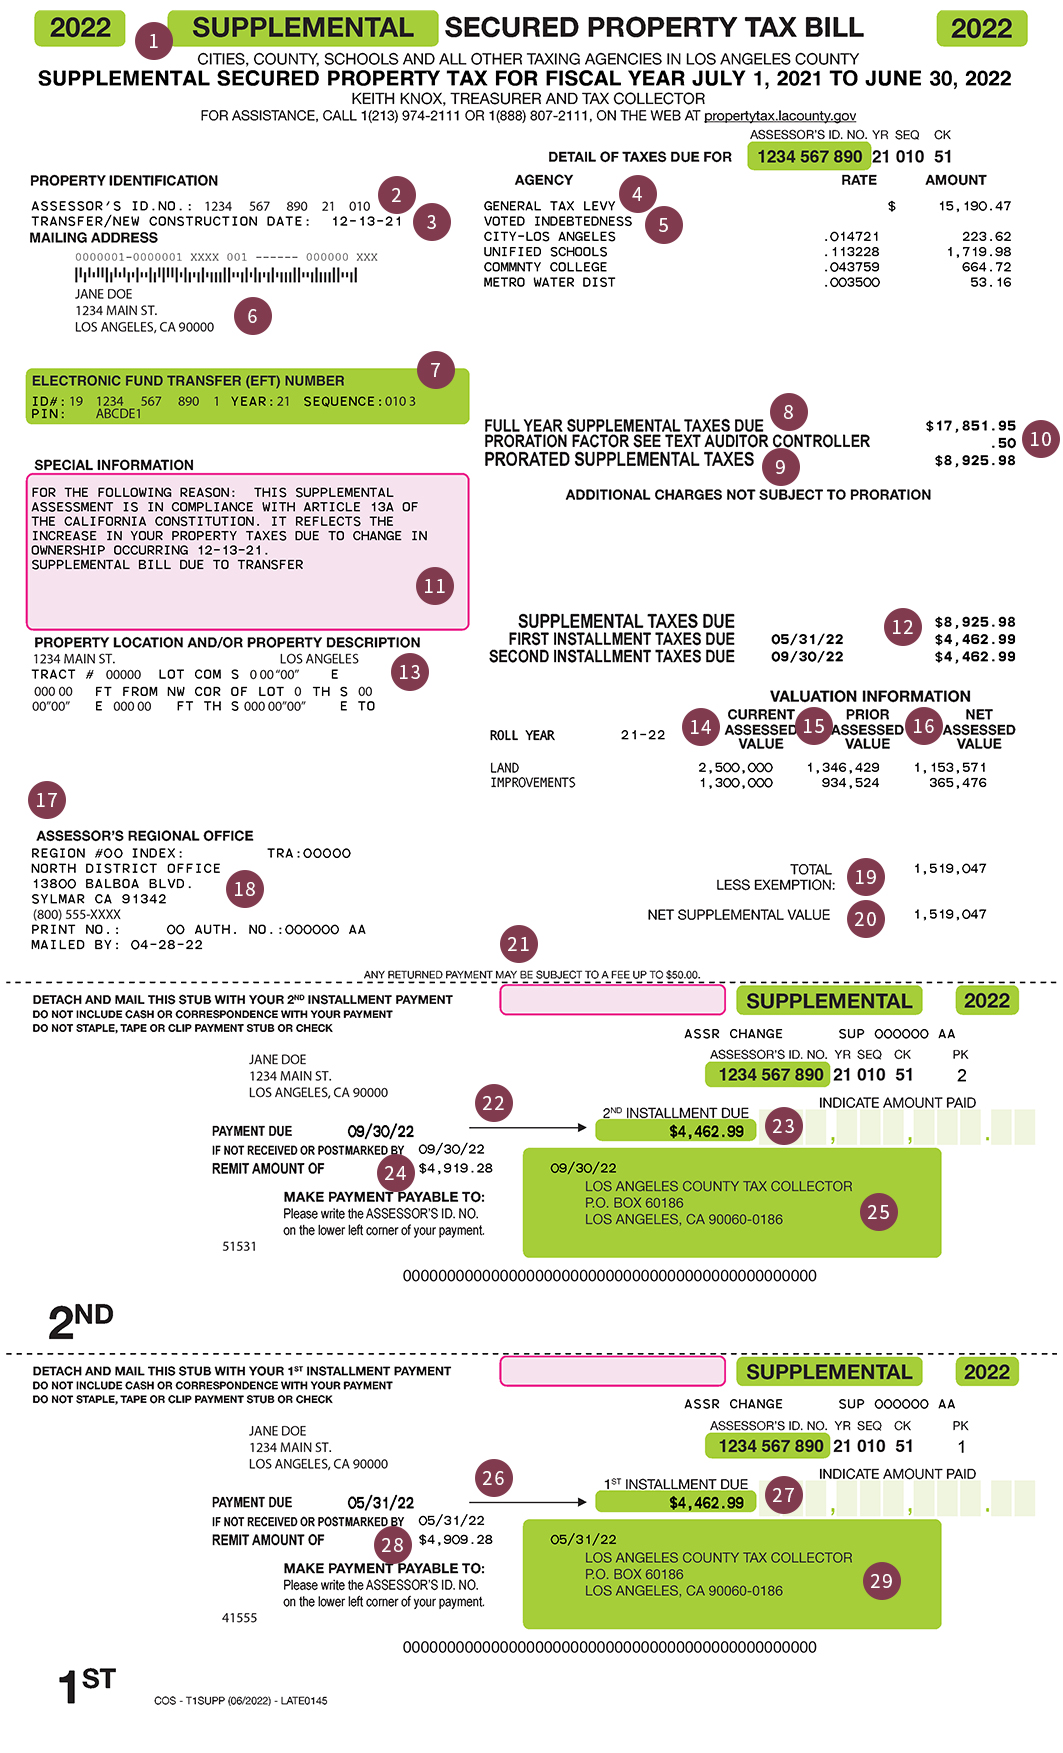 2022 1 SUPPLEMENTAL SECURED PROPERTY TAX BILL 2022
CITIES, COUNTY, SCHOOLS AND ALL OTHER TAXING AGENCIES IN LOS ANGELES COUNTY
SUPPLEMENTAL SECURED PROPERTY TAX FOR FISCAL YEAR JULY 1, 2021 TO JUNE 30, 2022
KEITH KNOX, TREASURER AND TAX COLLECTOR
FOR ASSISTANCE, CALL 1(213) 974-2111 OR 1(888) 807-2111, ON THE WEB AT propertytax.lacounty.gov
ASSESSOR'S ID. NO. YR SEQ CK
DETAIL OF TAXES DUE FOR 1234 567 890 21 010 51
PROPERTY IDENTIFICATION
ASSESSOR'S ID.NO.: 1234 567 890 21 010 2
TRANSFER/NEW CONSTRUCTION DATE: 12-13-21 3
MAILING ADDRESS
0000001-0000001 XXXX 001 ------ 000000 XXX
JANE DOE
1234 MAIN ST.
LOS ANGELES, CA 90000
6
AGENCY RATE AMOUNT
GENERAL TAX LEVY 4 $ 15,190.47
VOTED INDEBTEDNESS 5
CITY-LOS ANGELES .014721 223.62
UNIFIED SCHOOLS .113228 1,719.98
COMMNTY COLLEGE .043759 664.72
METRO WATER DIST .003500 53.16
7
ELECTRONIC FUND TRANSFER (EFT) NUMBER
ID#: 19 1234 567 890 1 YEAR: 21 SEQUENCE: 010 3
PIN: ABCDE1
FULL YEAR SUPPLEMENTAL TAXES DUE 8 $17,851.95
PRORATION FACTOR SEE TEXT AUDITOR CONTROLLER .50 10
PRORATED SUPPLEMENTAL TAXES 9 $8,925.98
ADDITIONAL CHARGES NOT SUBJECT TO PRORATION
SPECIAL INFORMATION
FOR THE FOLLOWING REASON: THIS SUPPLEMENTAL
ASSESSMENT IS IN COMPLIANCE WITH ARTICLE 13A OF
THE CALIFORNIA CONSTITUTION. IT REFLECTS THE
INCREASE IN YOUR PROPERTY TAXES DUE TO CHANGE IN
OWNERSHIP OCCURRING 12-13-21.
SUPPLEMENTAL BILL DUE TO TRANSFER
11
SUPPLEMENTAL TAXES DUE 12 $8,925.98
FIRST INSTALLMENT TAXES DUE 05/31/22 $4,462.99
SECOND INSTALLMENT TAXES DUE 09/30/22 $4,462.99
PROPERTY LOCATION AND/OR PROPERTY DESCRIPTION
1234 MAIN ST. LOS ANGELES
TRACT # 00000 LOT COM S 0 00"00" E 13
000 00 FT FROM NW COR OF LOT 0 TH S 00
00"00" E 000 00 FT TH S 000 00"00" E TO
VALUATION INFORMATION
ROLL YEAR 21-22 14 CURRENT ASSESSED VALUE 15 PRIOR ASSESSED VALUE 16 NET ASSESSED VALUE
LAND 2,500,000 1,346,429 1,153,571
IMPROVEMENTS 1,300,000 934,524 365,476
17
ASSESSOR'S REGIONAL OFFICE
REGION #00 INDEX: TRA:00000
NORTH DISTRICT OFFICE
13800 BALBOA BLVD.
SYLMAR CA 91342
18
(800) 555-XXXX
PRINT NO.: 00 AUTH. NO.:000000 AA
MAILED BY: 04-28-22
TOTAL 1,519,047
LESS EXEMPTION: 19
NET SUPPLEMENTAL VALUE 20 1,519,047
21
ANY RETURNED PAYMENT MAY BE SUBJECT TO A FEE UP TO $50.00.
DETACH AND MAIL THIS STUB WITH YOUR 2ND INSTALLMENT PAYMENT
DO NOT INCLUDE CASH OR CORRESPONDENCE WITH YOUR PAYMENT
DO NOT STAPLE, TAPE OR CLIP PAYMENT STUB OR CHECK
SUPPLEMENTAL 2022
ASSR CHANGE SUP 000000 AA
ASSESSOR'S ID. NO. YR SEQ CK PK
1234 567 890 21 010 51 2
JANE DOE
1234 MAIN ST.
LOS ANGELES, CA 90000
22
INDICATE AMOUNT PAID
2ND INSTALLMENT DUE
$4,462.99 23 , , .
PAYMENT DUE 09/30/22
IF NOT RECEIVED OR POSTMARKED BY 09/30/22
REMIT AMOUNT OF 24 $4,919.28
MAKE PAYMENT PAYABLE TO:
Please write the ASSESSOR'S ID. NO.
on the lower left corner of your payment.
09/30/22
LOS ANGELES COUNTY TAX COLLECTOR
P.O. BOX 60186
LOS ANGELES, CA 90060-0186
25
51531
00000000000000000000000000000000000000000000000
2ND
DETACH AND MAIL THIS STUB WITH YOUR 1ST INSTALLMENT PAYMENT
DO NOT INCLUDE CASH OR CORRESPONDENCE WITH YOUR PAYMENT
DO NOT STAPLE, TAPE OR CLIP PAYMENT STUB OR CHECK
SUPPLEMENTAL 2022
ASSR CHANGE SUP 000000 AA
ASSESSOR'S ID. NO. YR SEQ CK PK
1234 567 890 21 010 51 1
JANE DOE
1234 MAIN ST.
LOS ANGELES, CA 90000
26
INDICATE AMOUNT PAID
1ST INSTALLMENT DUE
$4,462.99 27 , , .
PAYMENT DUE 05/31/22
IF NOT RECEIVED OR POSTMARKED BY 05/31/22
REMIT AMOUNT OF 28 $4,909.28
MAKE PAYMENT PAYABLE TO:
Please write the ASSESSOR'S ID. NO.
on the lower left corner of your payment.
05/31/22
LOS ANGELES COUNTY TAX COLLECTOR
P.O. BOX 60186
LOS ANGELES, CA 90060-0186
29
41555
00000000000000000000000000000000000000000000000
1ST
COS - T1SUPP (06/2022) - LATE0145